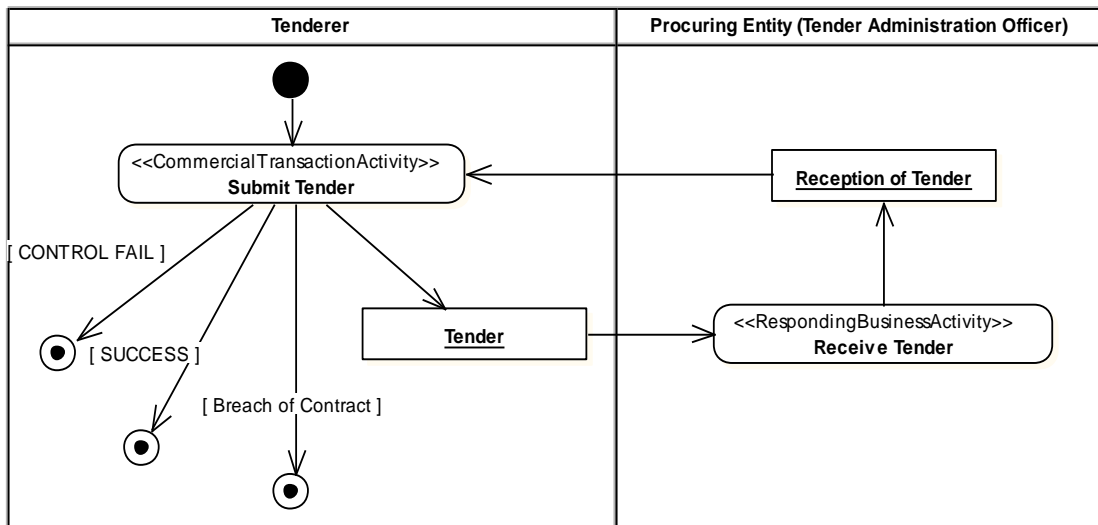 Tenderer
Procuring Entity (Tender Administration Officer)
<<CommercialTransactionActivity>>
Submit Tender
Reception of Tender
[ CONTROL FAIL ]
Tender
<<RespondingBusinessActivity>>
Receive Tender
[ SUCCESS ]
[ Breach of Contract ]